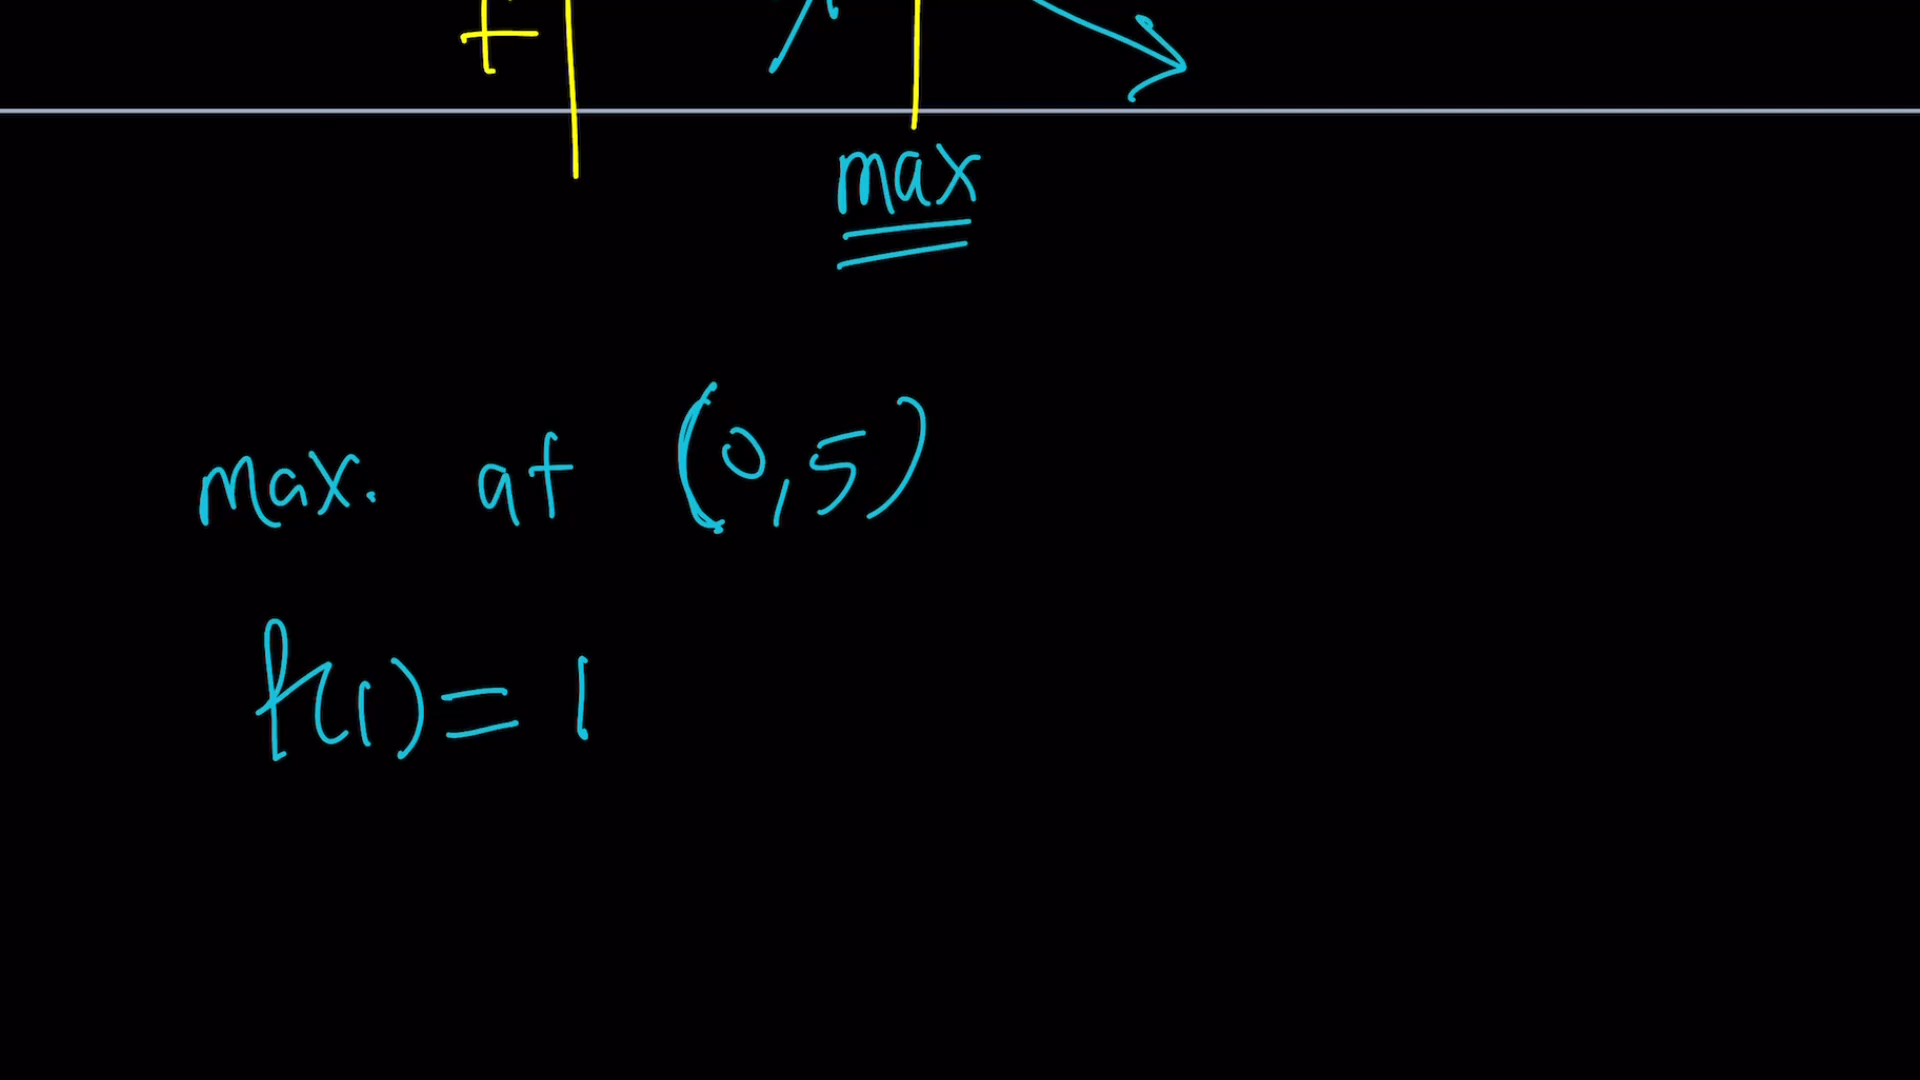 f
max
max. at (0,5)
f(1)=1